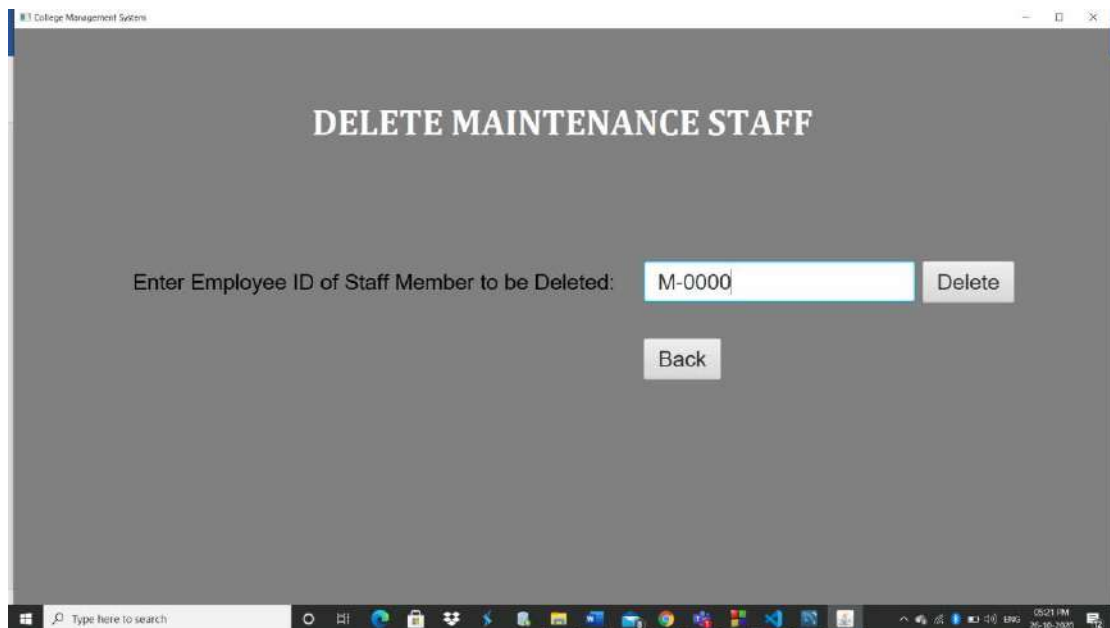 College Management System
DELETE MAINTENANCE STAFF
Enter Employee ID of Staff Member to be Deleted: M-0000 Delete
Back
Type here to search ENG 05:21 PM
26-10-2020